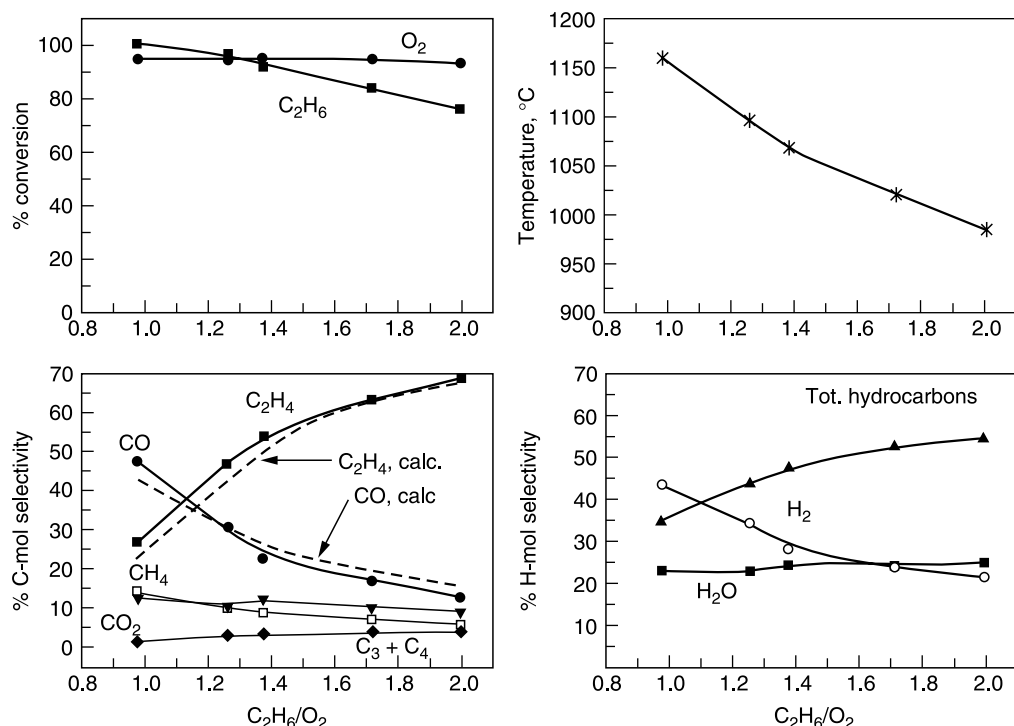 100
80
60
40
20
0
% conversion
O₂
C₂H₆
0.8 1.0 1.2 1.4 1.6 1.8 2.0
1200
1150
1100
1050
1000
950
900
Temperature, °C
0.8 1.0 1.2 1.4 1.6 1.8 2.0
70
60
50
40
30
20
10
0
% C-mol selectivity
C₂H₄
CO
C₂H₄, calc.
CO, calc
CH₄
CO₂
C₃ + C₄
0.8 1.0 1.2 1.4 1.6 1.8 2.0
C₂H₆/O₂
70
60
50
40
30
20
10
0
% H-mol selectivity
Tot. hydrocarbons
H₂
H₂O
0.8 1.0 1.2 1.4 1.6 1.8 2.0
C₂H₆/O₂